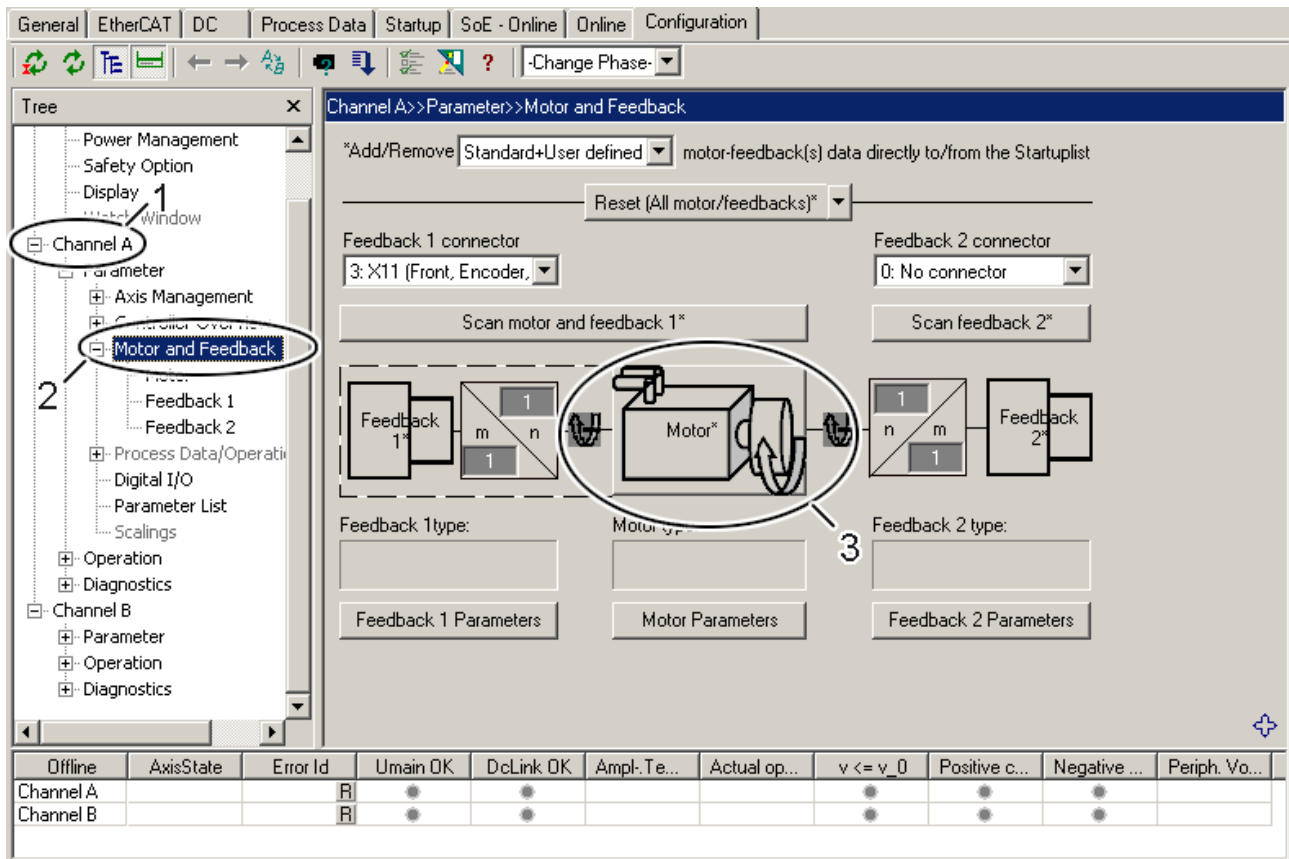 General EtherCAT DC Process Data Startup SoE - Online Online Configuration
? -Change Phase-
Tree x
Power Management
Safety Option
Display
1
Window
Channel A
Parameter
Axis Management
Motor and Feedback
2
Feedback 1
Feedback 2
Process Data/Operati
Digital I/O
Parameter List
Scalings
Operation
Diagnostics
Channel B
Parameter
Operation
Diagnostics
Channel A>>Parameter>>Motor and Feedback
*Add/Remove Standard+User defined motor-feedback(s) data directly to/from the Startuplist
Reset (All motor/feedbacks)*
Feedback 1 connector Feedback 2 connector
3: X11 (Front, Encoder, 0: No connector
Scan motor and feedback 1* Scan feedback 2*
Feedback 1* m n 1 1 Motor* 1 1 n m Feedback 2*
3
Feedback 1type: Motor type: Feedback 2 type:
Feedback 1 Parameters Motor Parameters Feedback 2 Parameters
Offline AxisState Error Id Umain OK DcLink OK Ampl-.Te... Actual op... v <= v_0 Positive c... Negative ... Periph. Vo...
Channel A R
Channel B R